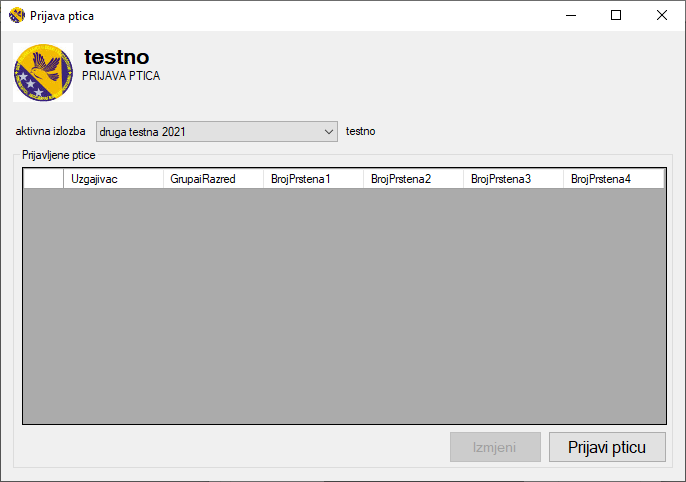 Prijava ptica
testno
PRIJAVA PTICA
aktivna izlozba druga testna 2021 testno
Prijavljene ptice
Uzgajivac GrupaiRazred BrojPrstena1 BrojPrstena2 BrojPrstena3 BrojPrstena4
Izmjeni Prijavi pticu